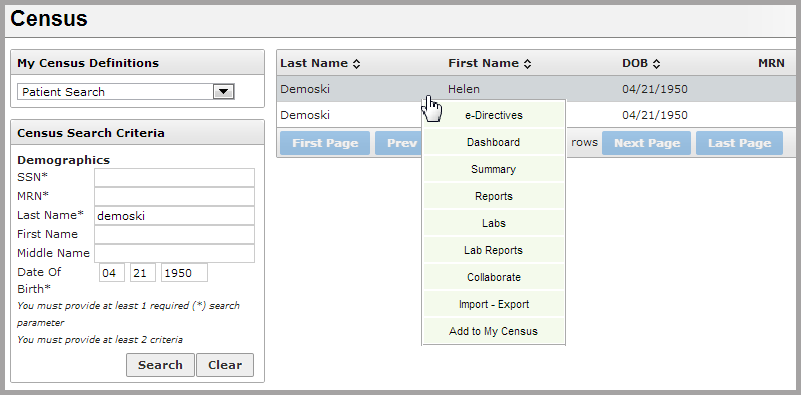 Census
My Census Definitions
Patient Search
Census Search Criteria
Demographics
SSN*
MRN*
Last Name* demoski
First Name
Middle Name
Date Of
Birth* 04 21 1950
You must provide at least 1 required (*) search
parameter
You must provide at least 2 criteria
Search Clear
Last Name First Name DOB MRN
Demoski Helen 04/21/1950
Demoski 04/21/1950
First Page Prev rows Next Page Last Page
e-Directives
Dashboard
Summary
Reports
Labs
Lab Reports
Collaborate
Import - Export
Add to My Census